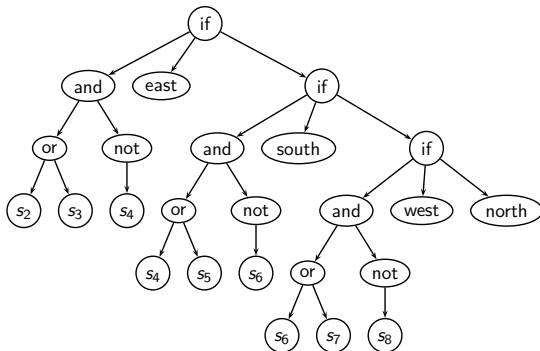 if
and east if
or not and south if
s₂ s₃ s₄ or not and west north
s₄ s₅ s₆ or not
s₆ s₇ s₈